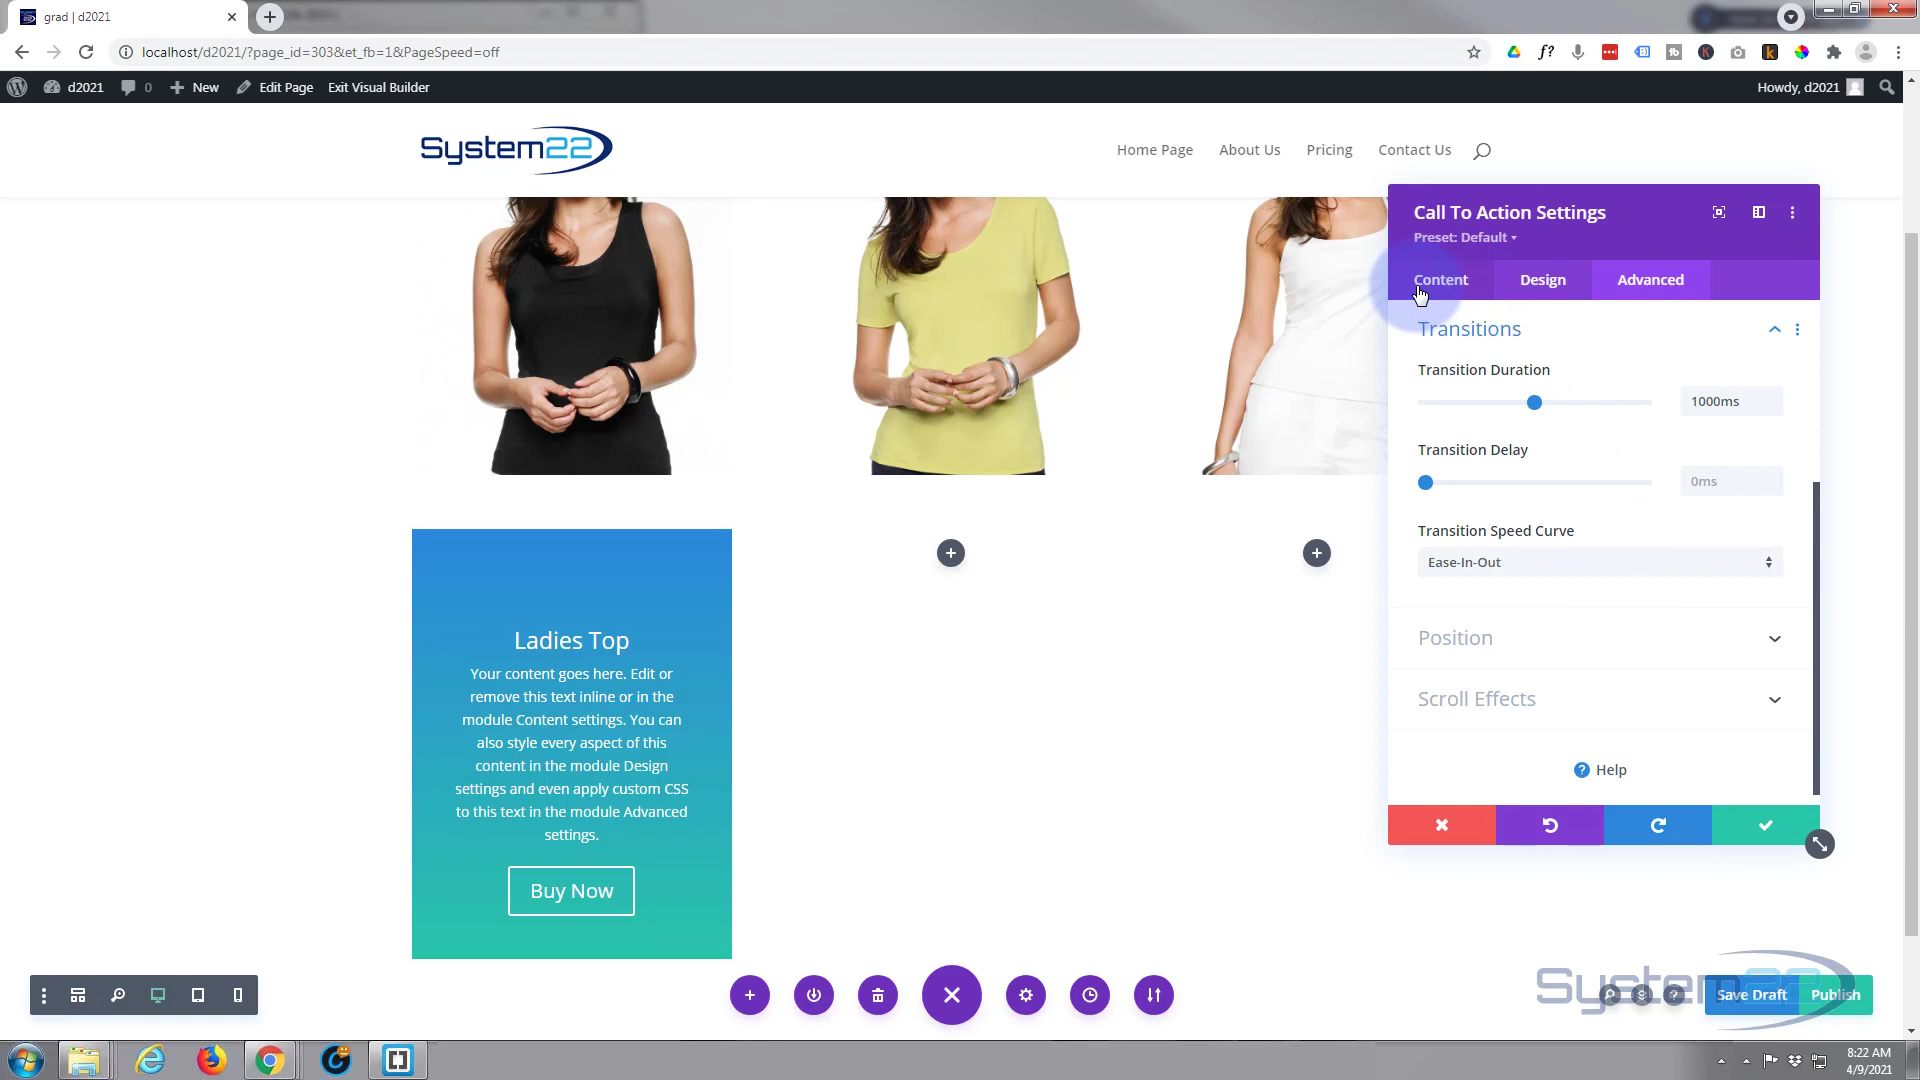 grad | d2021
localhost/d2021/?page_id=303&et_fb=1&PageSpeed=off
d2021
0
New
Edit Page
Exit Visual Builder
Howdy, d2021
System22
Home Page
About Us
Pricing
Contact Us
Call To Action Settings
Preset: Default
Content
Design
Advanced
Transitions
Transition Duration
1000ms
Transition Delay
0ms
Transition Speed Curve
Ease-In-Out
Position
Scroll Effects
Help
Ladies Top
Your content goes here. Edit or
remove this text inline or in the
module Content settings. You can
also style every aspect of this
content in the module Design
settings and even apply custom CSS
to this text in the module Advanced
settings.
Buy Now
System22
Save Draft
Publish
8:22 AM
4/9/2021